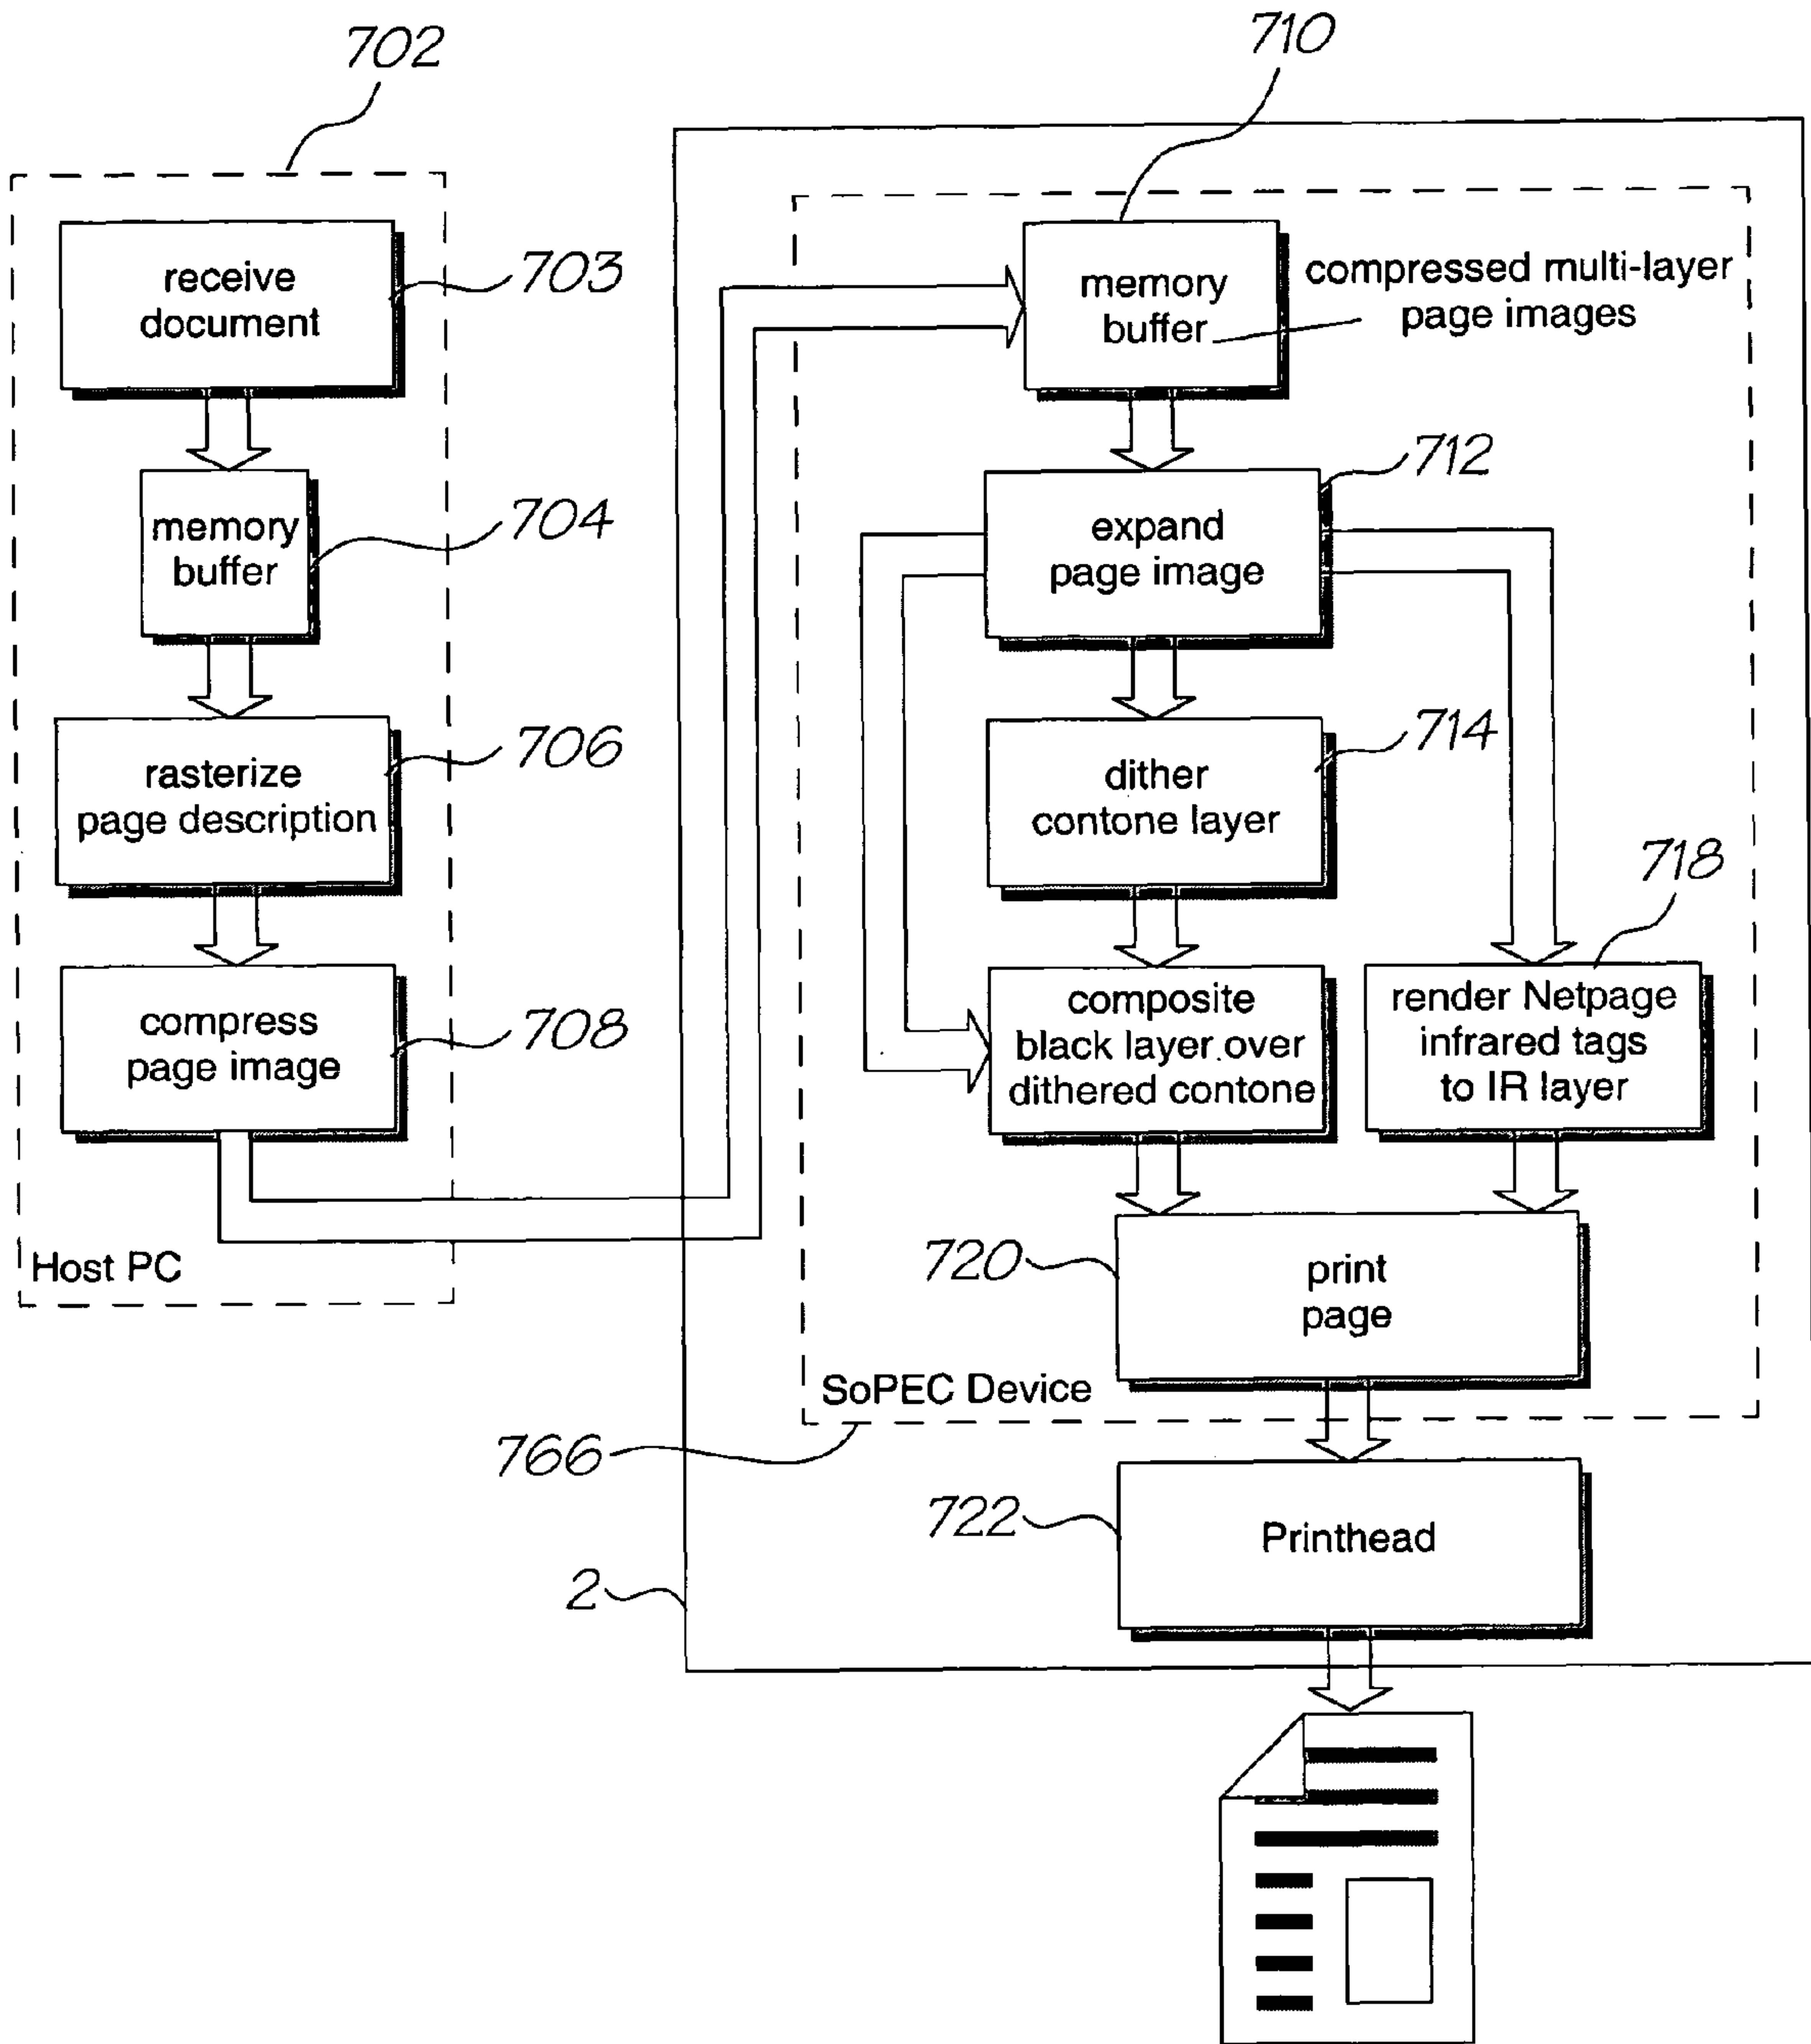 702
receive
document
703
memory
buffer
704
rasterize
page description
706
compress
page image
708
Host PC
710
memory
buffer
compressed multi-layer
page images
expand
page image
712
dither
contone layer
714
composite
black layer over
dithered contone
718
render Netpage
infrared tags
to IR layer
720
print
page
SoPEC Device
766
722
Printhead
2